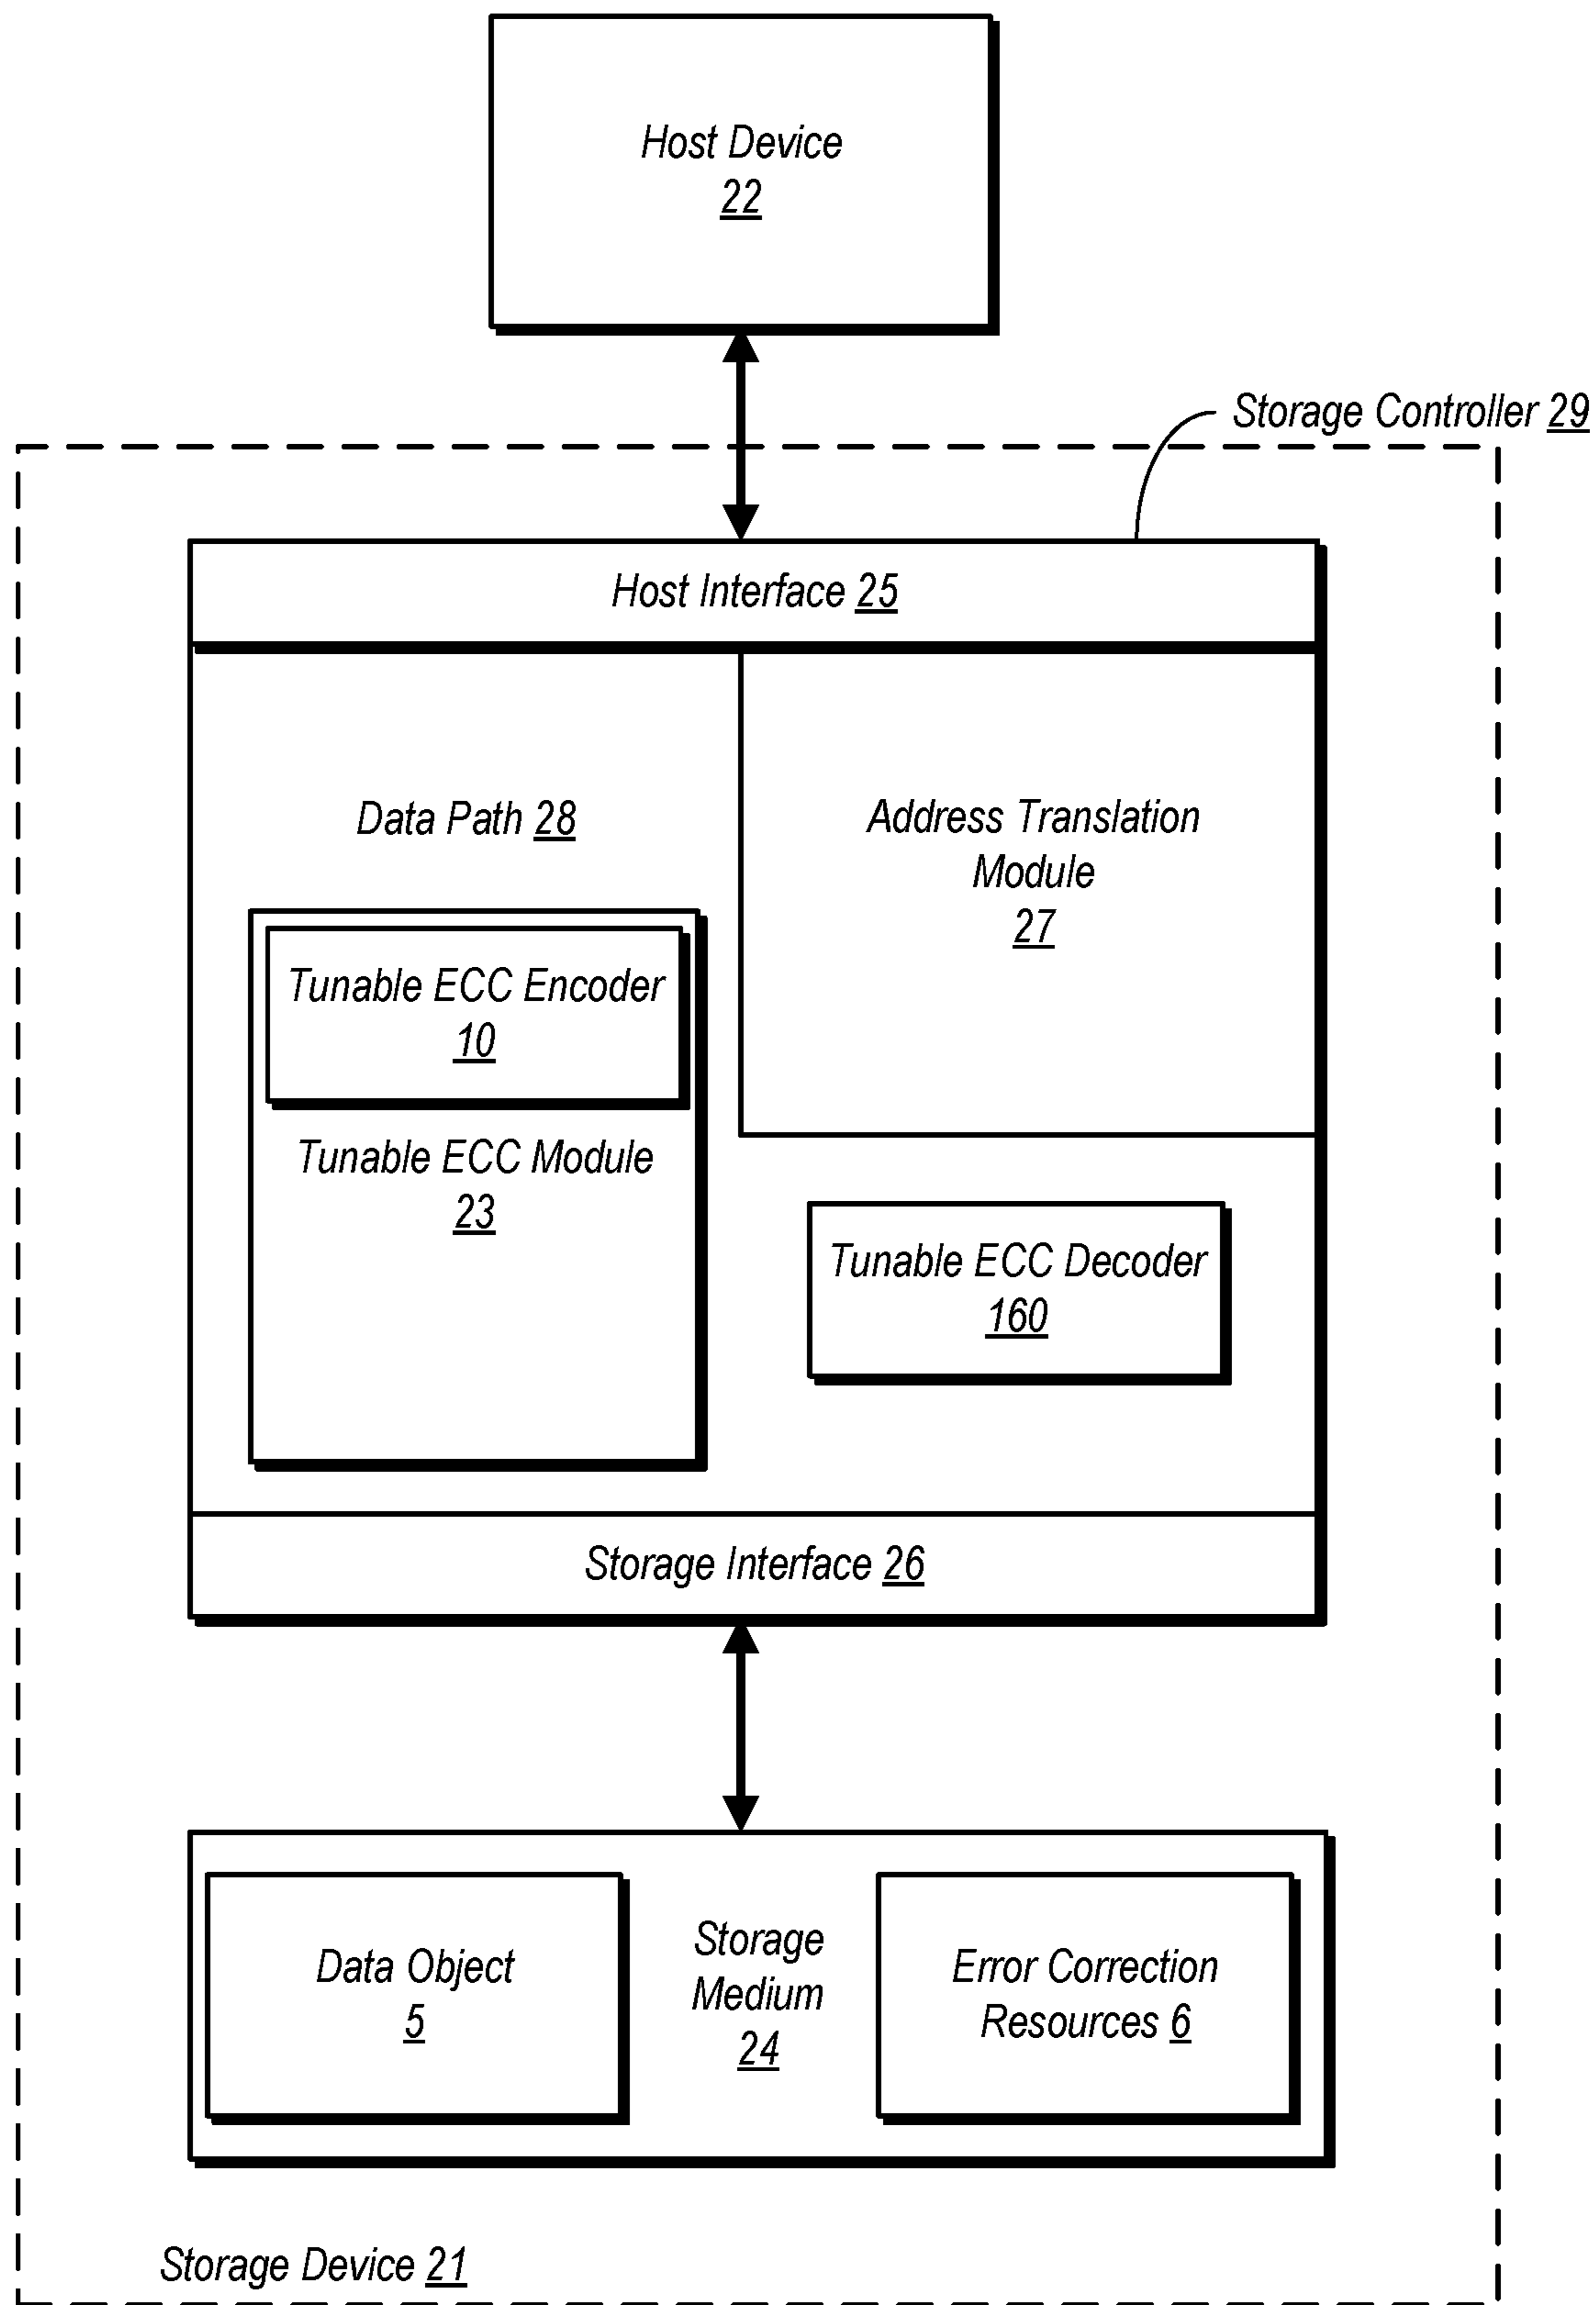 Host Device
22
Storage Controller 29
Host Interface 25
Data Path 28
Address Translation
Module
27
Tunable ECC Encoder
10
Tunable ECC Module
23
Tunable ECC Decoder
160
Storage Interface 26
Data Object
5
Storage
Medium
24
Error Correction
Resources 6
Storage Device 21